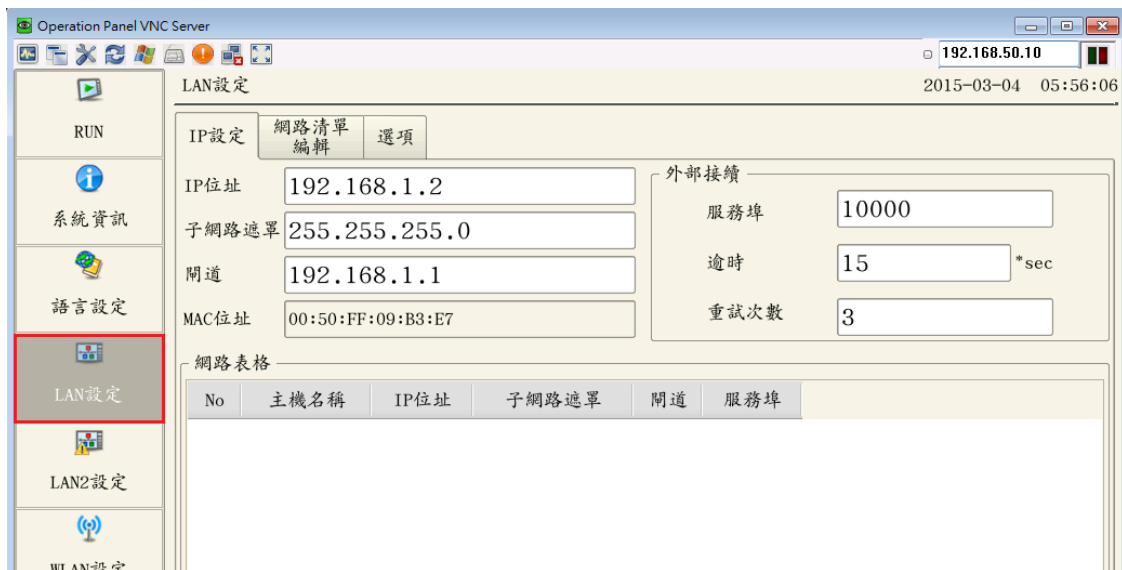 Operation Panel VNC Server
192.168.50.10
LAN設定
2015-03-04 05:56:06
RUN
系統資訊
語言設定
LAN設定
LAN2設定
WLAN設定
IP設定
網路清單
編輯
選項
IP位址
192.168.1.2
子網路遮罩
255.255.255.0
閘道
192.168.1.1
MAC位址
00:50:FF:09:B3:E7
外部接續
服務埠
10000
逾時
15
*sec
重試次數
3
網路表格
No 主機名稱 IP位址 子網路遮罩 閘道 服務埠